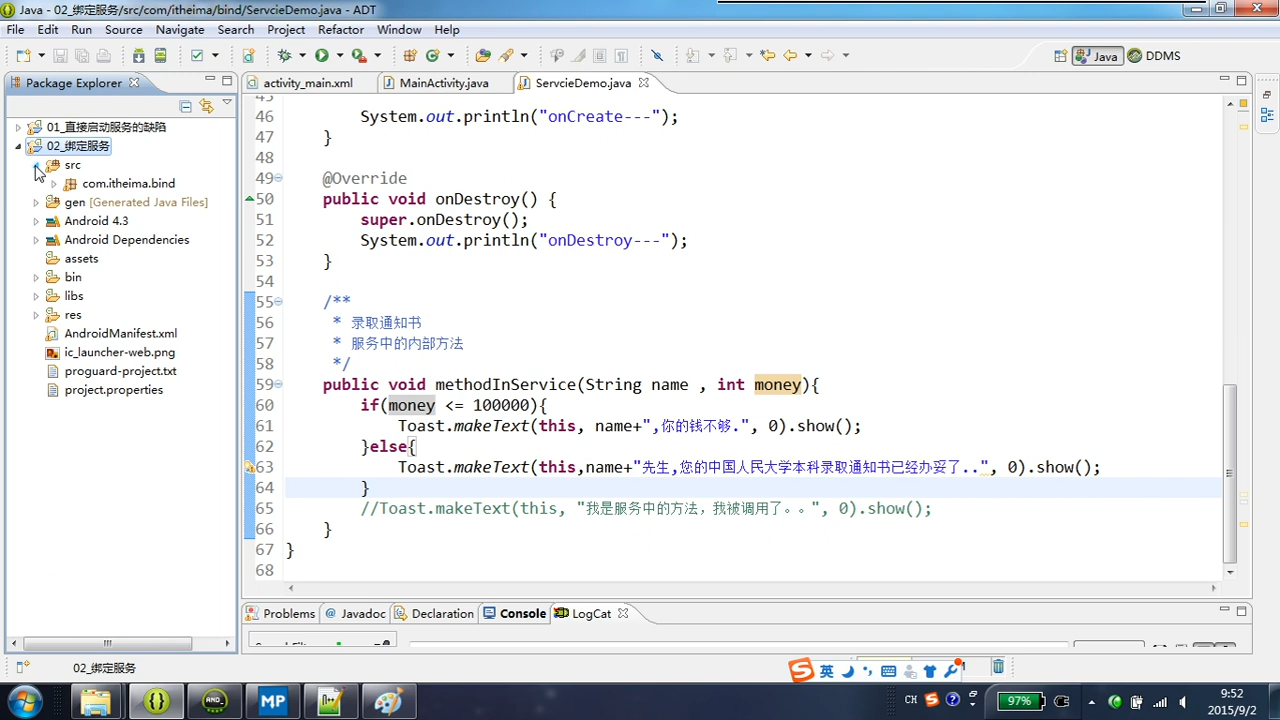 Java - 02_绑定服务/src/com/itheima/bind/ServcieDemo.java - ADT
File Edit Run Source Navigate Search Project Refactor Window Help
Java DDMS
Package Explorer
activity_main.xml MainActivity.java ServcieDemo.java
01_直接启动服务的缺陷
02_绑定服务
src
com.itheima.bind
gen [Generated Java Files]
Android 4.3
Android Dependencies
assets
bin
libs
res
AndroidManifest.xml
ic_launcher-web.png
proguard-project.txt
project.properties
45
46 System.out.println("onCreate---");
47 }
48
49 @Override
50 public void onDestroy() {
51 super.onDestroy();
52 System.out.println("onDestroy---");
53 }
54
55 /**
56 * 录取通知书
57 * 服务中的内部方法
58 */
59 public void methodInService(String name , int money){
60 if(money <= 100000){
61 Toast.makeText(this, name+",你的钱不够.", 0).show();
62 }else{
63 Toast.makeText(this,name+"先生,您的中国人民大学本科录取通知书已经办妥了..", 0).show();
64 }
65 //Toast.makeText(this, "我是服务中的方法，我被调用了。。", 0).show();
66 }
67 }
68
Problems @ Javadoc Declaration Console LogCat
02_绑定服务
英
AND_
MP
CH
97%
9:52
2015/9/2